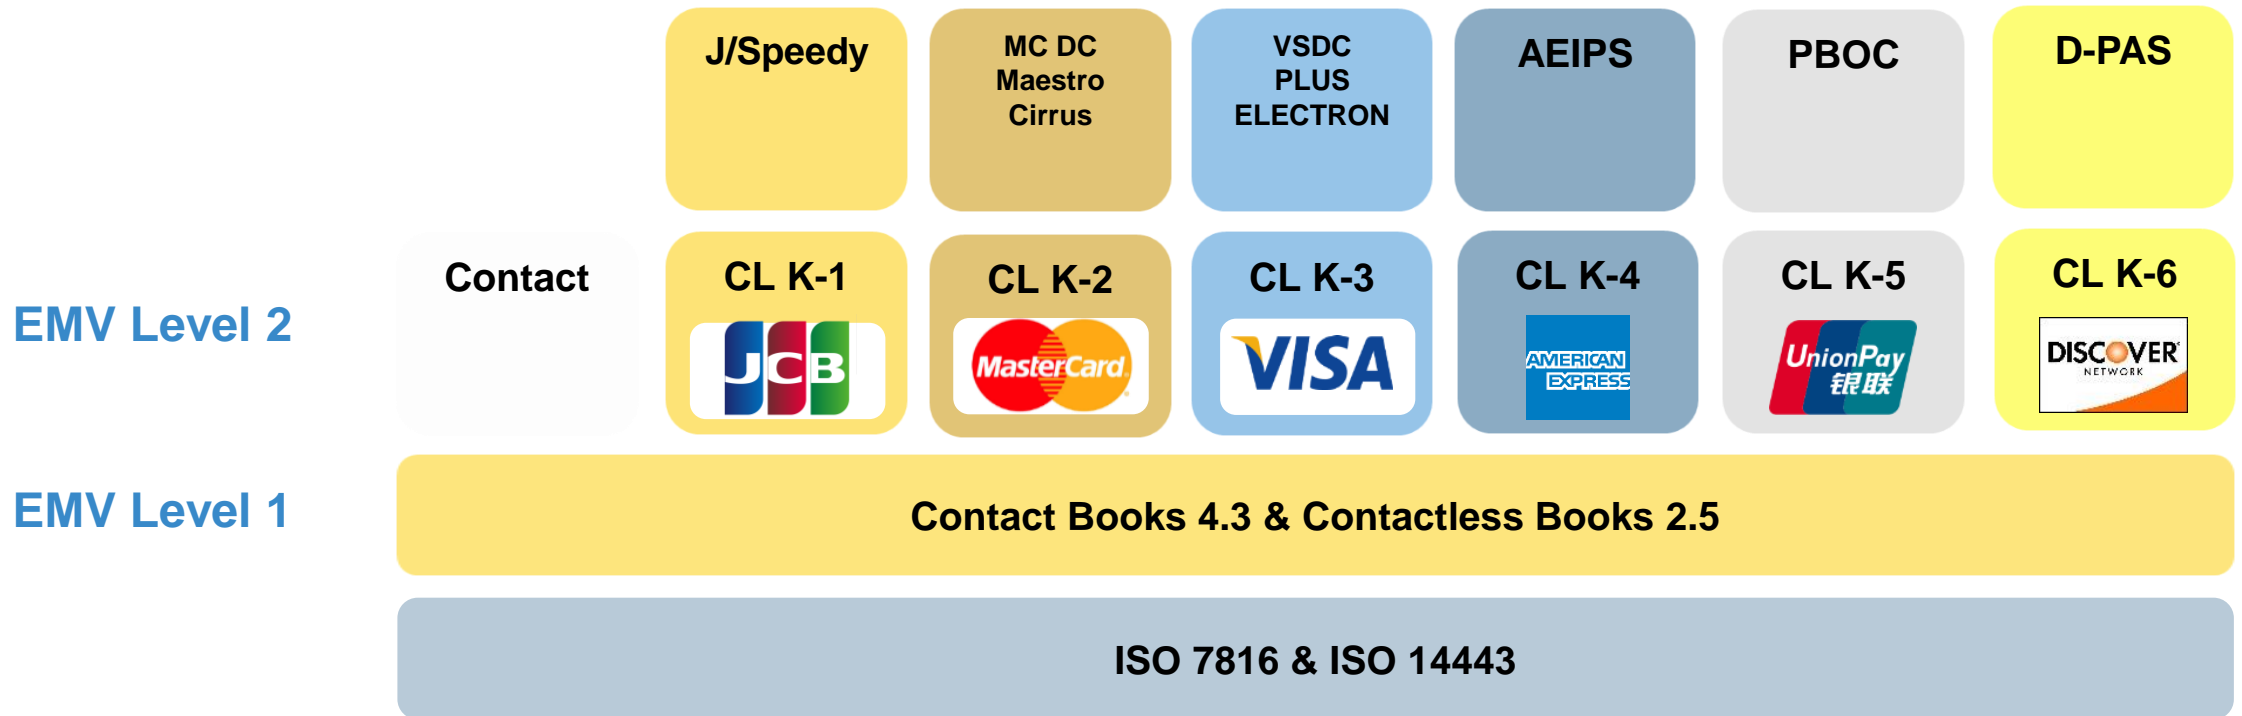 J/Speedy
MC DC
Maestro
Cirrus
VSDC
PLUS
ELECTRON
AEIPS
PBOC
D-PAS
EMV Level 2
Contact
CL K-1
JCB
CL K-2
MasterCard
CL K-3
VISA
CL K-4
AMERICAN
EXPRESS
CL K-5
UnionPay
银联
CL K-6
DISCOVER
NETWORK
EMV Level 1
Contact Books 4.3 & Contactless Books 2.5
ISO 7816 & ISO 14443